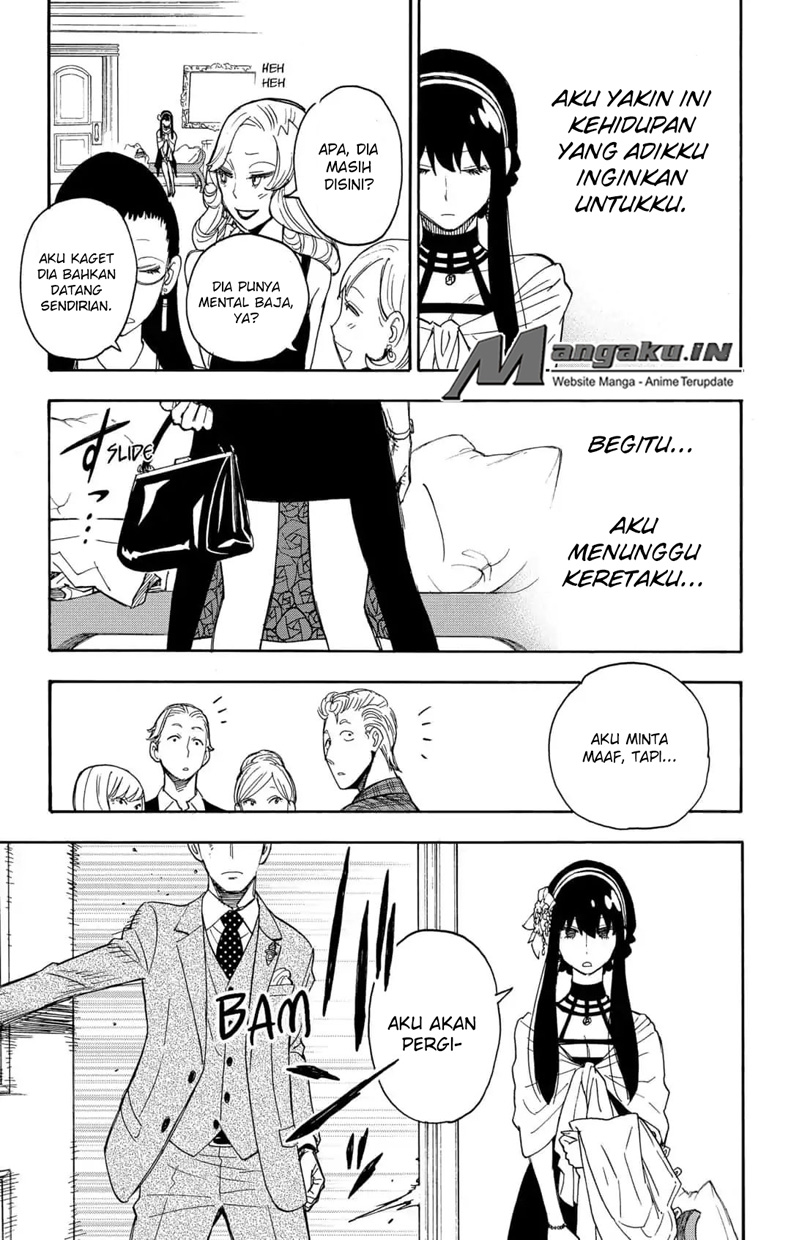 AKU YAKIN INI
KEHIDUPAN
YANG ADIKKU
INGINKAN
UNTUKKU.
HEH
HEH
APA, DIA
MASIH
DISINI?
DIA PUNYA
MENTAL BAJA,
YA?
AKU KAGET
DIA BAHKAN
DATANG
SENDIRIAN.
Mangaku.iN
Website Manga - Anime Terupdate
BEGITU...
AKU
MENUNGGU
KERETAKU...
SLIDE
AKU MINTA
MAAF, TAPI...
AKU AKAN
PERGI-
BAM